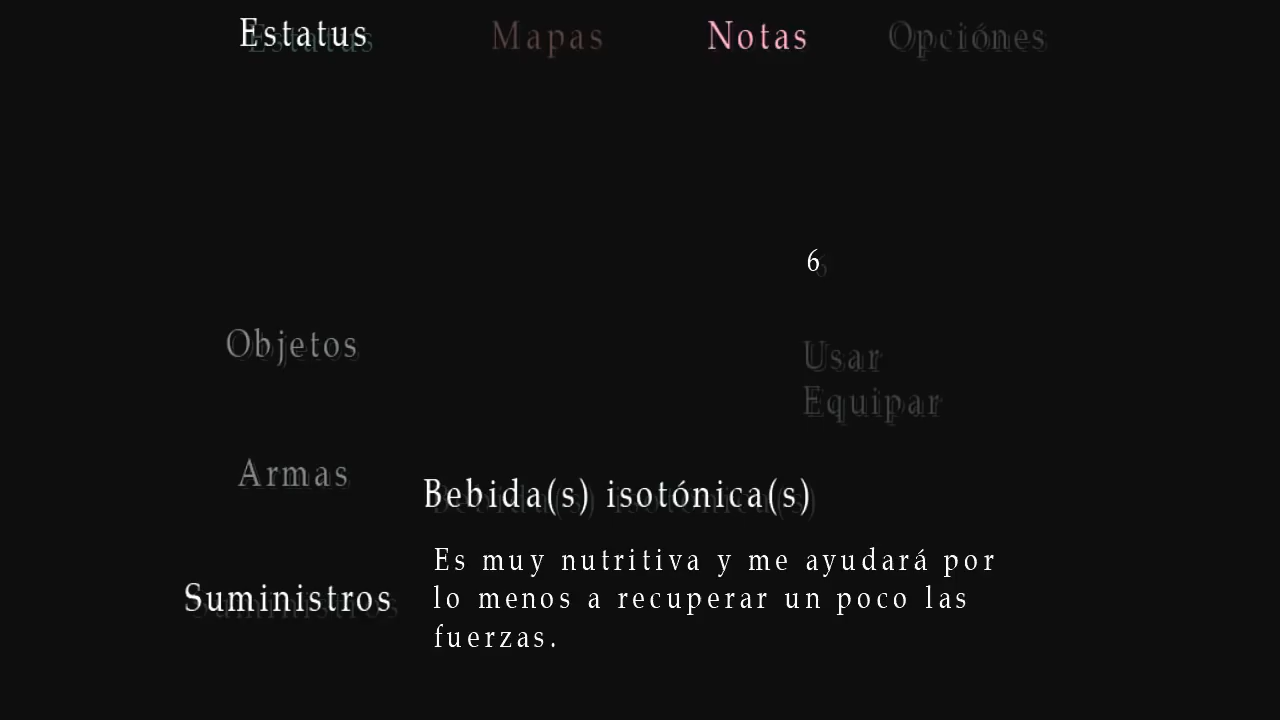 Estatus Mapas Notas Opciónes
6
Objetos
Usar
Equipar
Armas
Bebida(s) isotónica(s)
Es muy nutritiva y me ayudará por
lo menos a recuperar un poco las
fuerzas.
Suministros